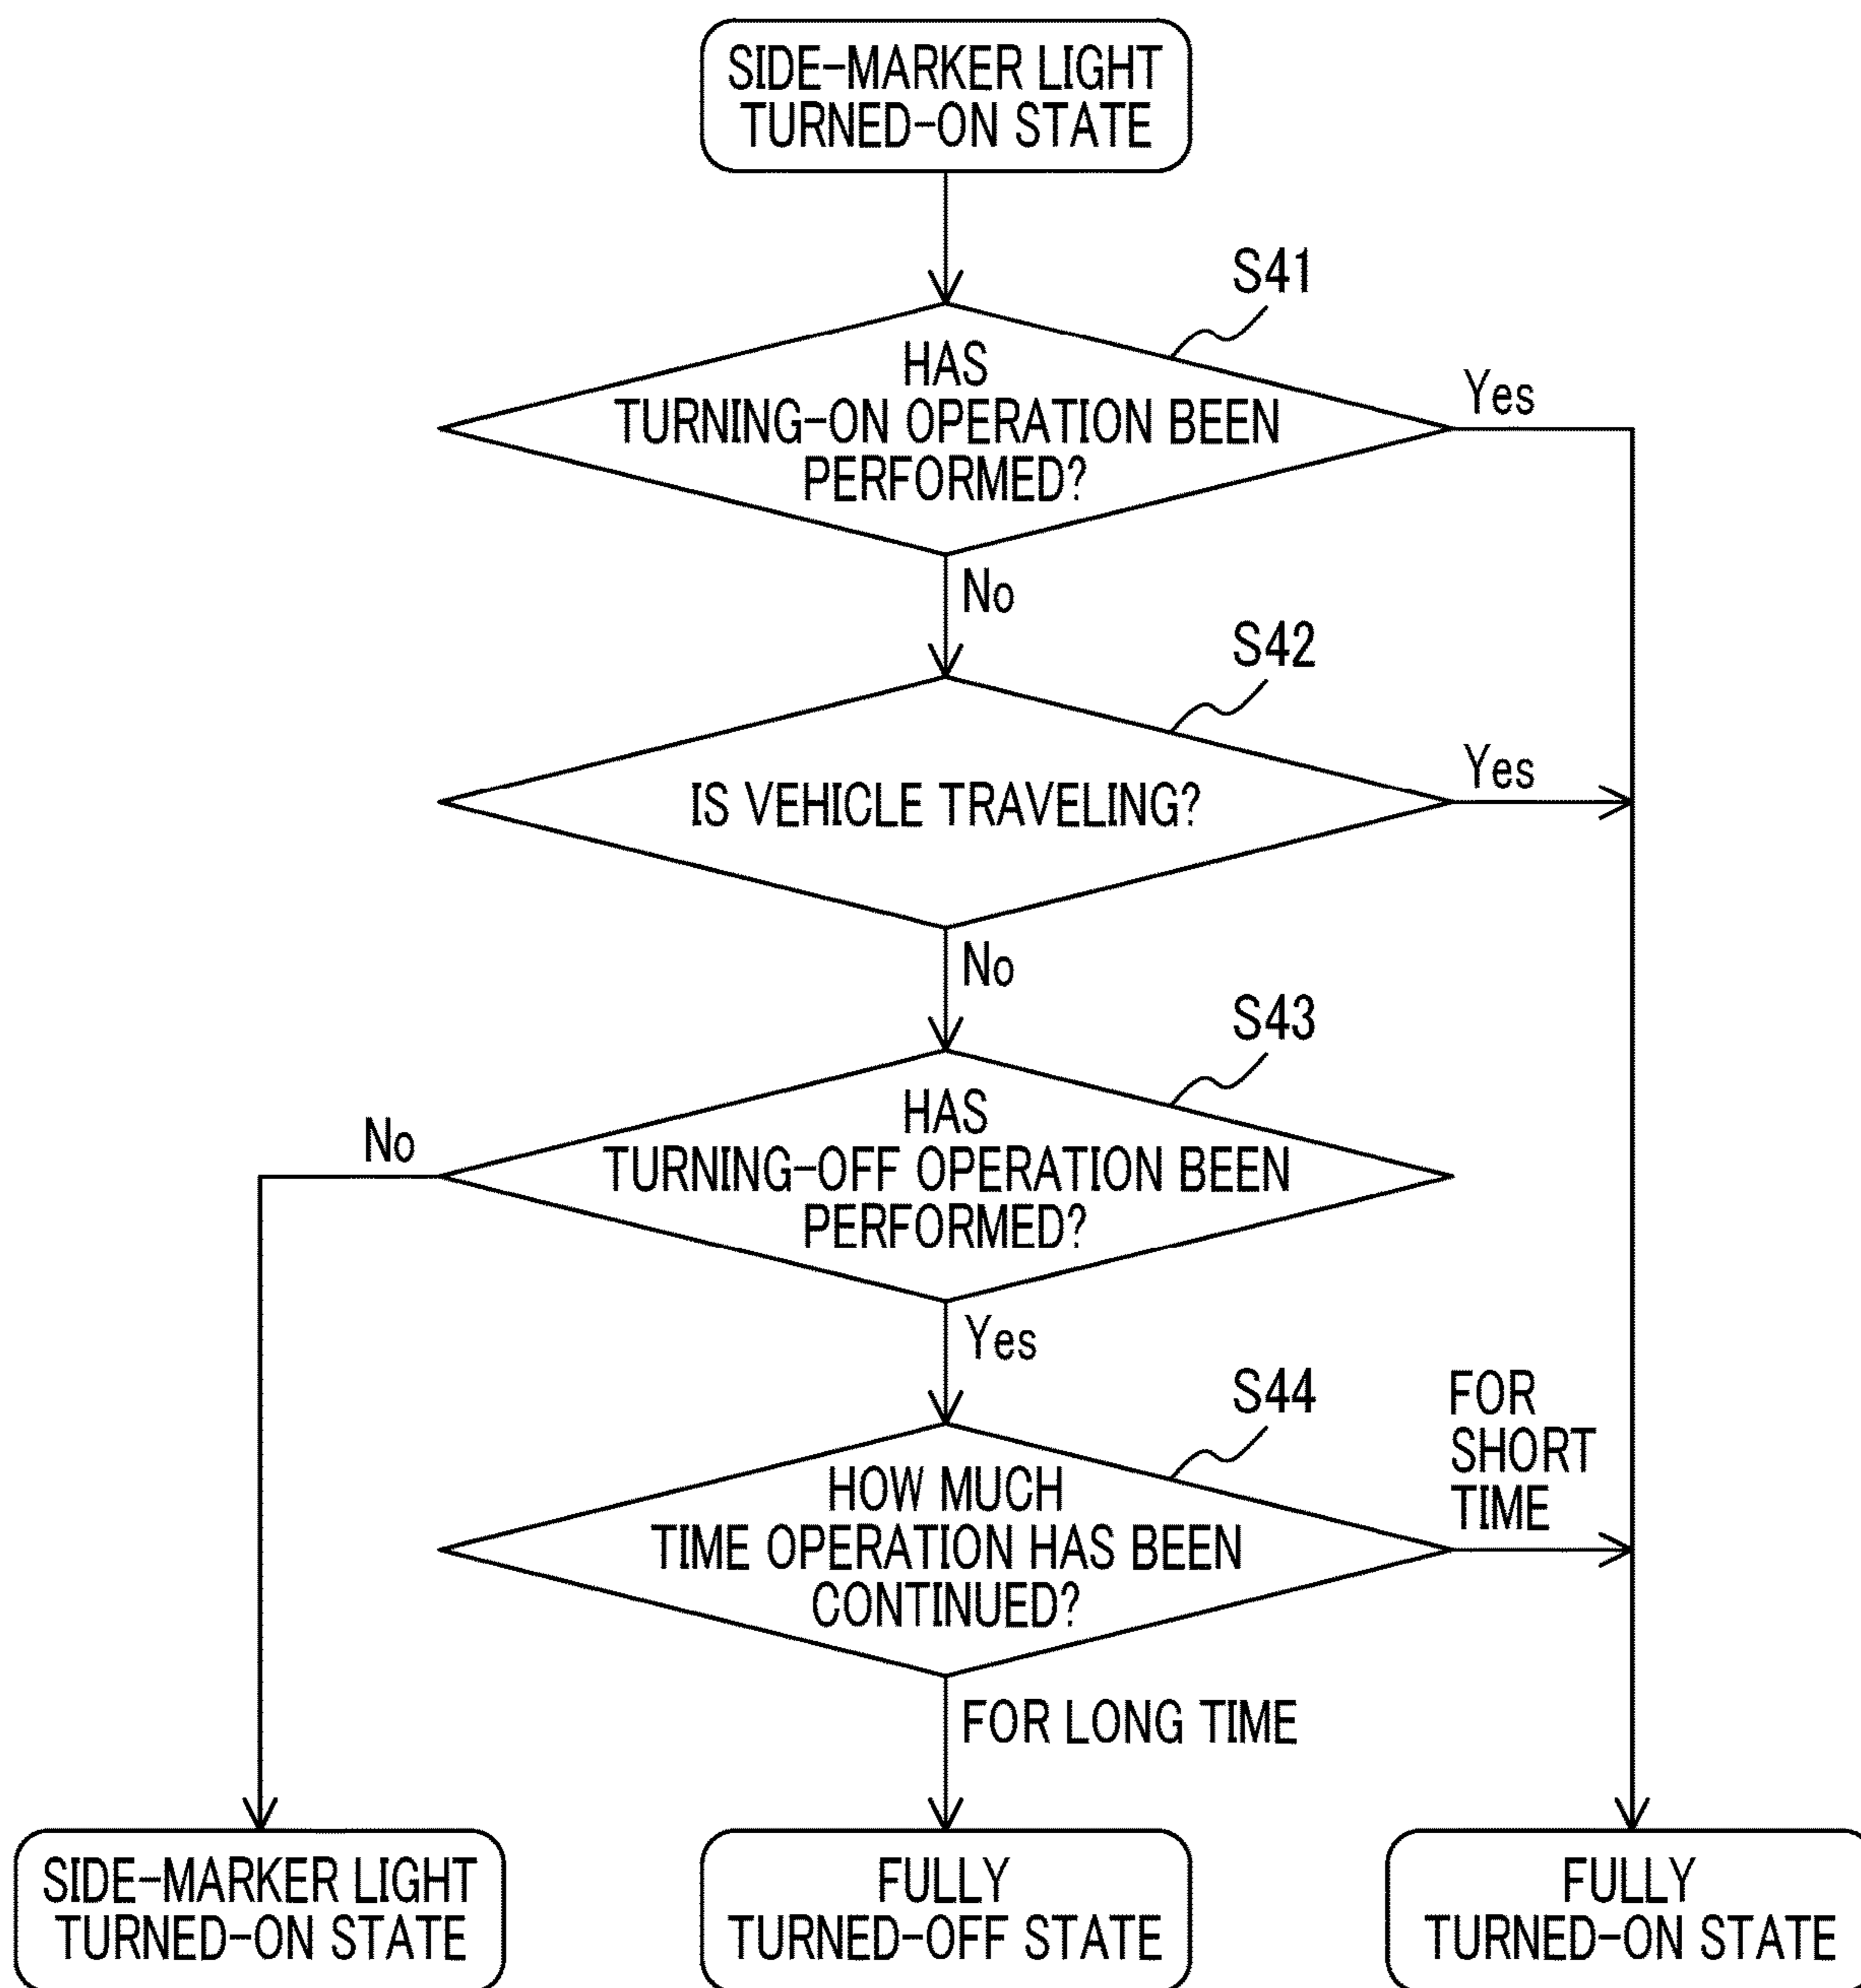 SIDE-MARKER LIGHT
TURNED-ON STATE
S41
HAS
TURNING-ON OPERATION BEEN
PERFORMED?
Yes
No
S42
IS VEHICLE TRAVELING?
Yes
No
S43
HAS
TURNING-OFF OPERATION BEEN
PERFORMED?
No
Yes
S44
HOW MUCH
TIME OPERATION HAS BEEN
CONTINUED?
FOR
SHORT
TIME
FOR LONG TIME
SIDE-MARKER LIGHT
TURNED-ON STATE
FULLY
TURNED-OFF STATE
FULLY
TURNED-ON STATE